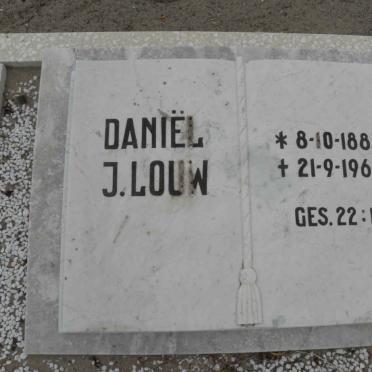 DANIËL
J. LOUW
* 8-10-188
† 21-9-196
GES. 22: